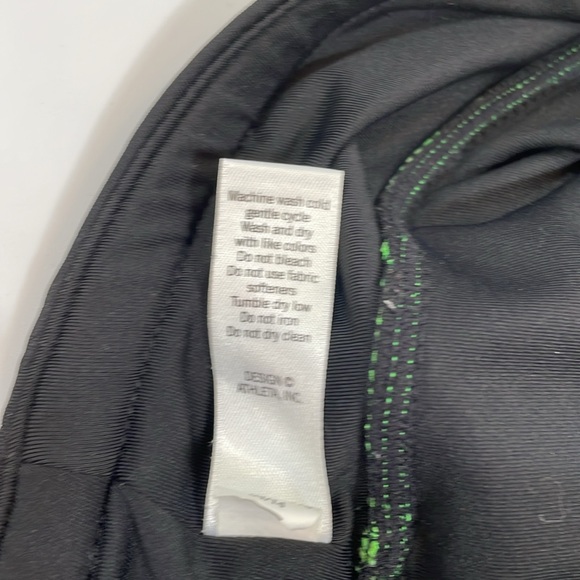 Machine wash cold
gentle cycle
Wash and dry
with like colors
Do not bleach
Do not use fabric
softeners
Tumble dry low
Do not iron
Do not dry clean
DESIGN ©
ATHLETA, INC.